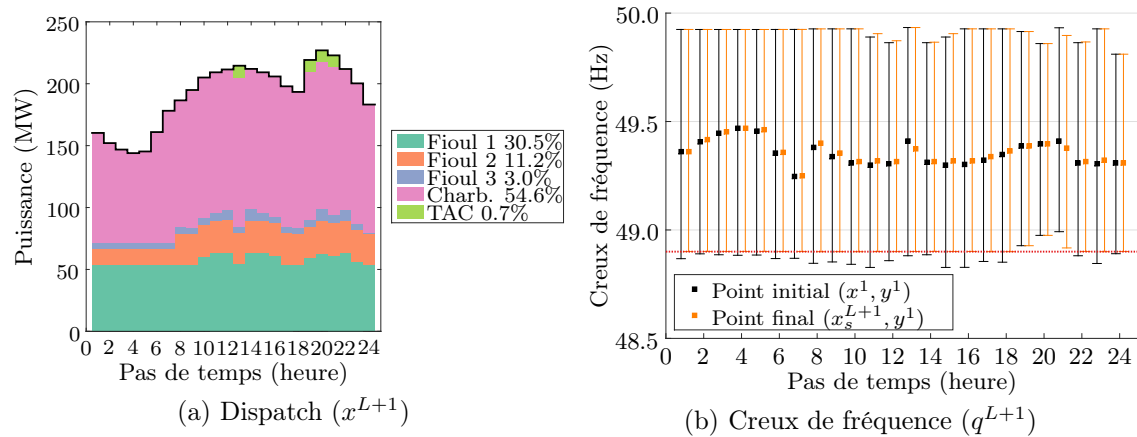 Puissance (MW)
250
200
150
100
50
0
0 2 4 6 8 10 12 14 16 18 20 22 24
Pas de temps (heure)
Fioul 1 30.5%
Fioul 2 11.2%
Fioul 3 3.0%
Charb. 54.6%
TAC 0.7%
(a) Dispatch (x^{L+1})
Creux de fréquence (Hz)
50.0
49.5
49.0
48.5
Point initial (x^1, y^1)
Point final (x_s^{L+1}, y^1)
0 2 4 6 8 10 12 14 16 18 20 22 24
Pas de temps (heure)
(b) Creux de fréquence (q^{L+1})